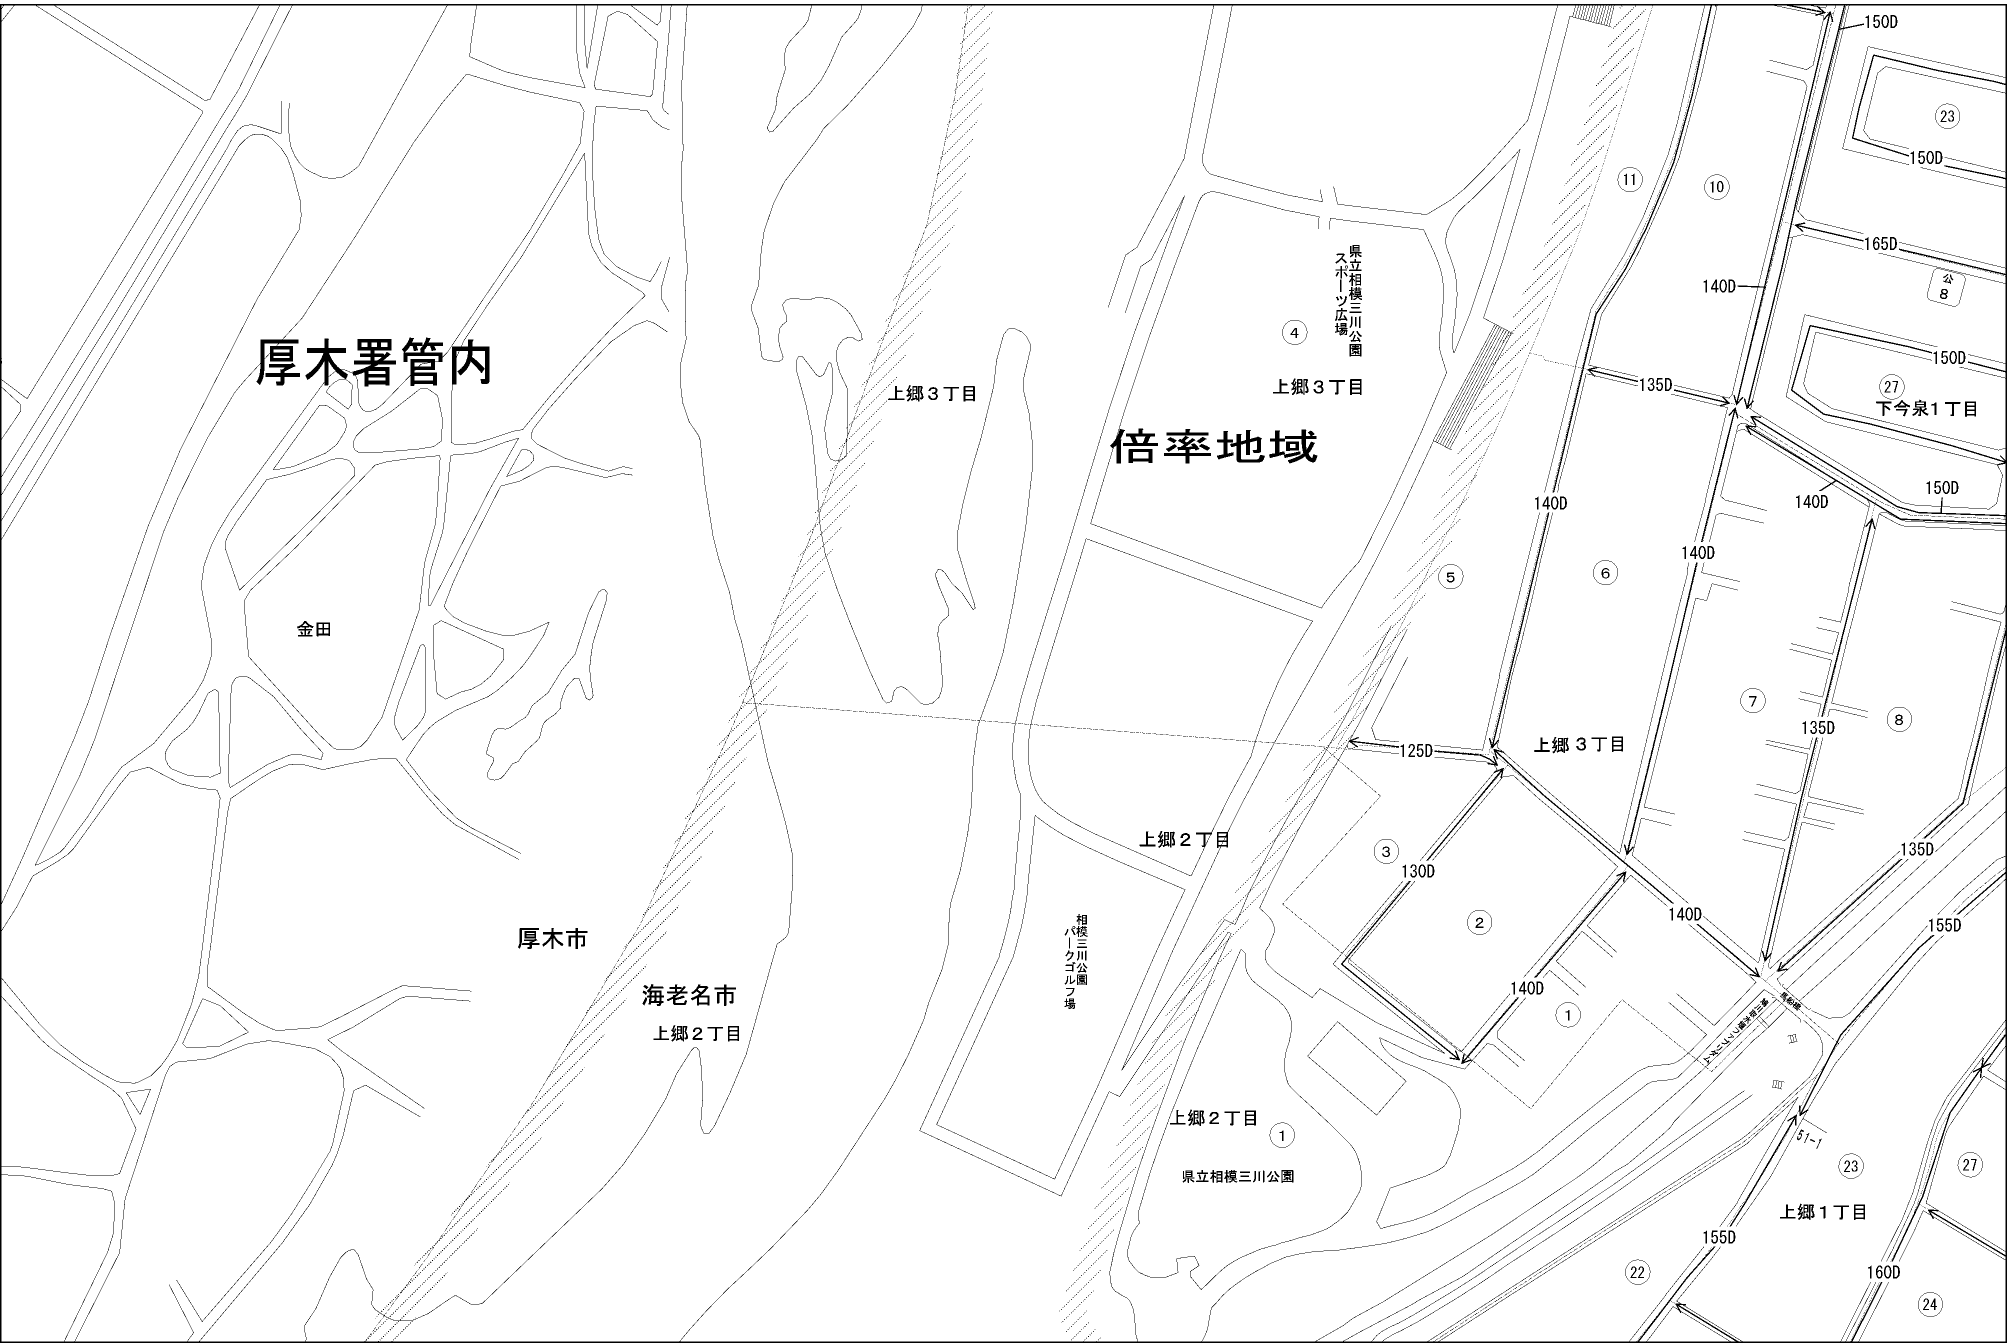 150D
23
150D
11
10
165D
公
8
140D
県立相模三川公園
スポーツ広場
4
厚木署管内
上郷３丁目
上郷３丁目
倍率地域
135D
150D
27
下今泉１丁目
140D
140D
150D
5
6
140D
金田
7
8
135D
上郷３丁目
125D
上郷２丁目
3
130D
135D
2
140D
155D
相模三川公園
パークゴルフ場
厚木市
海老名市
上郷２丁目
140D
1
上郷２丁目
1
県立相模三川公園
51-1
23
27
上郷１丁目
155D
22
160D
24